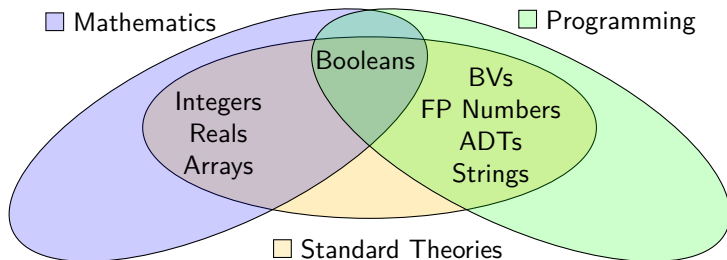 Mathematics
Programming
Booleans
Integers
Reals
Arrays
BVs
FP Numbers
ADTs
Strings
Standard Theories